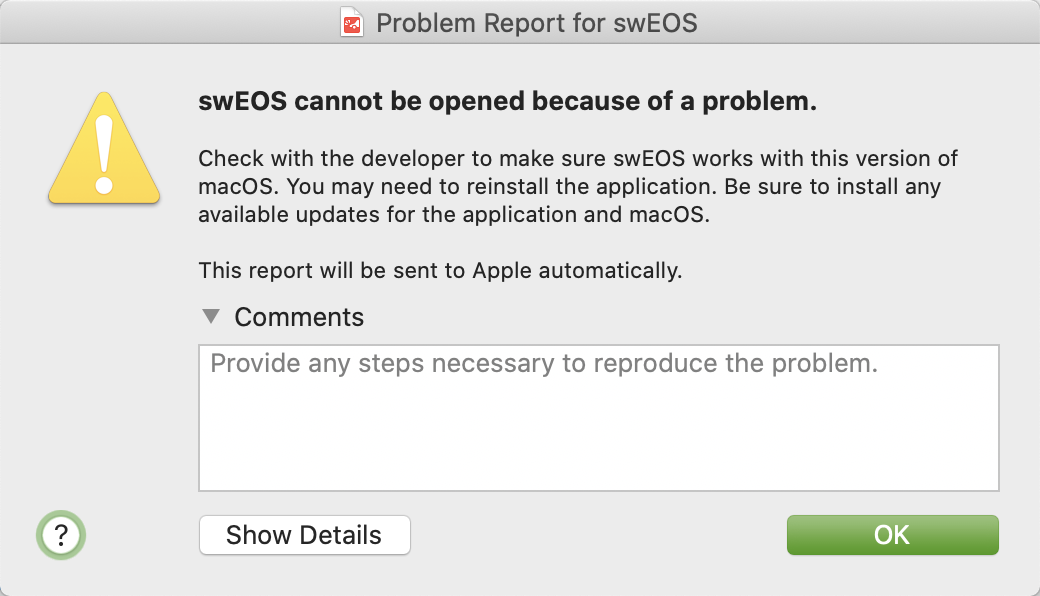 Problem Report for swEOS
swEOS cannot be opened because of a problem.
Check with the developer to make sure swEOS works with this version of
macOS. You may need to reinstall the application. Be sure to install any
available updates for the application and macOS.
This report will be sent to Apple automatically.
Comments
Provide any steps necessary to reproduce the problem.
?
Show Details
OK